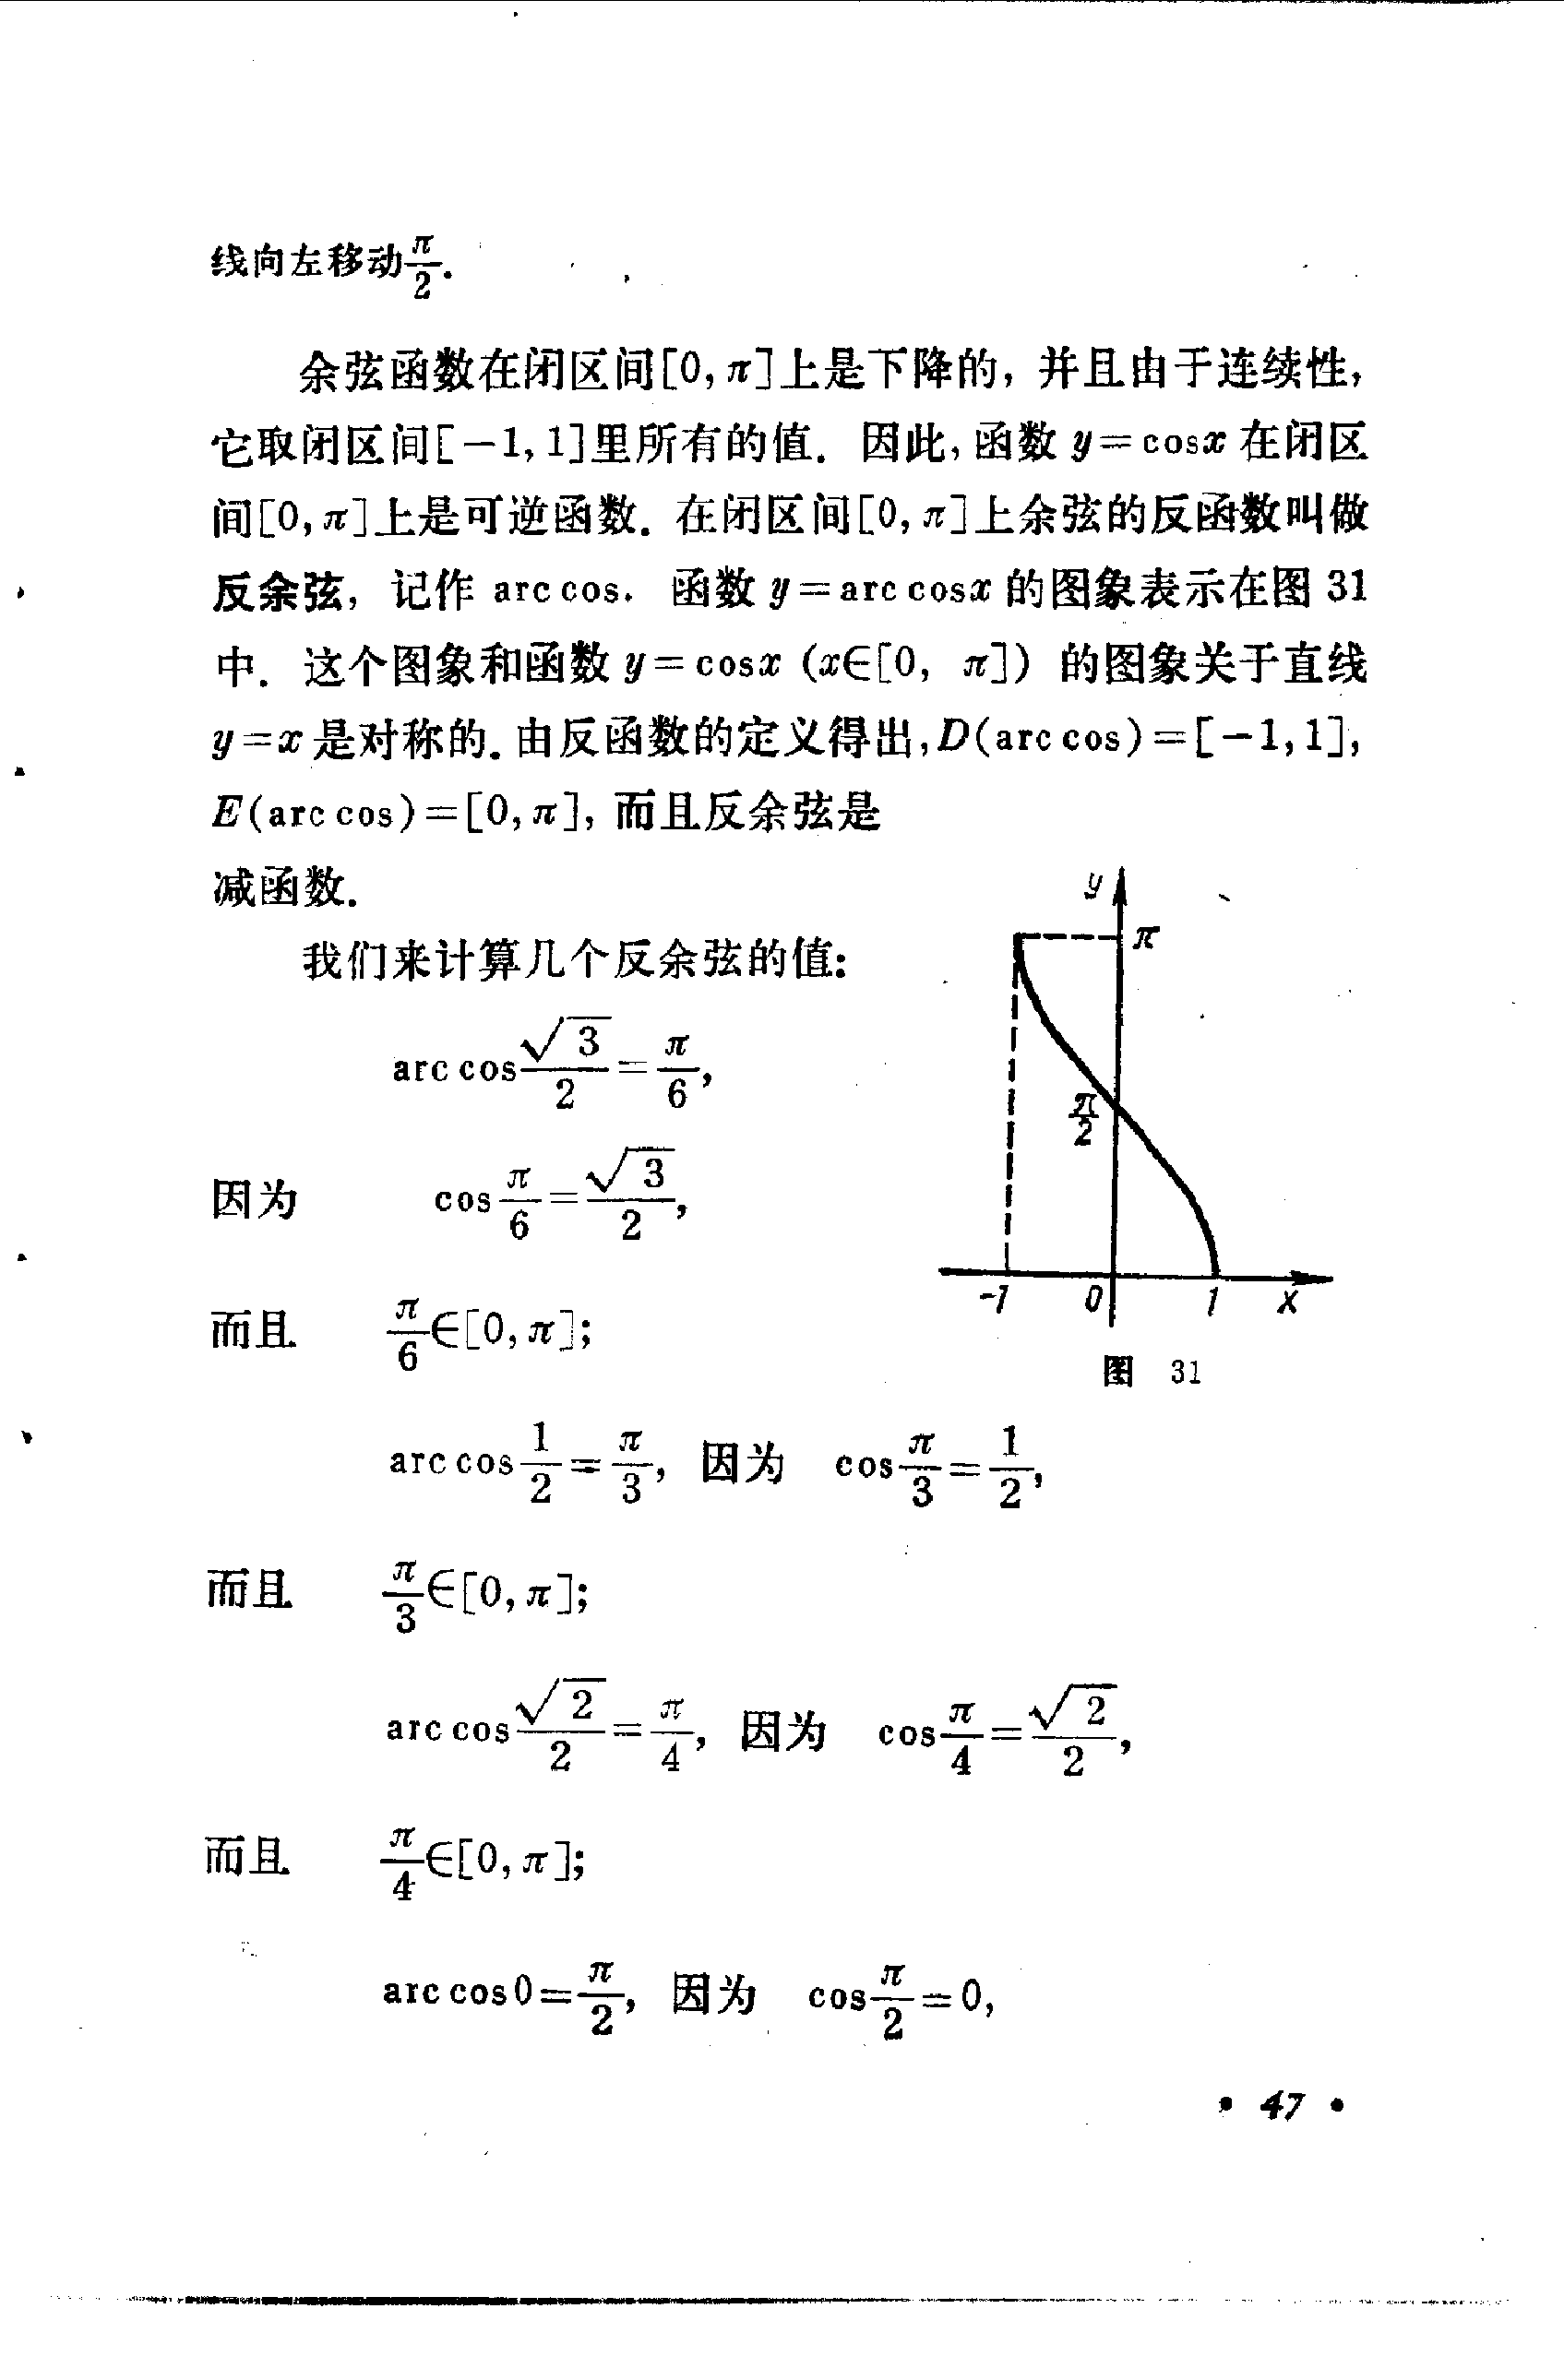 线向左移动π/2.
余弦函数在闭区间[0, π]上是下降的, 并且由于连续性,
它取闭区间[－1, 1]里所有的值. 因此, 函数 y＝cosx 在闭区
间[0, π]上是可逆函数. 在闭区间[0, π]上余弦的反函数叫做
反余弦, 记作 arc cos. 函数 y＝arc cosx 的图象表示在图 31
中. 这个图象和函数 y＝cosx (x∈[0, π]) 的图象关于直线
y＝x 是对称的. 由反函数的定义得出, D(arc cos)＝[－1, 1],
E(arc cos)＝[0, π], 而且反余弦是
减函数.
我们来计算几个反余弦的值:
arc cos √3/2＝π/6,
因为 cos π/6＝√3/2,
而且 π/6∈[0, π];
y
π
π/2
-1 0 1 x
图 31
arc cos 1/2＝π/3, 因为 cos π/3＝1/2,
而且 π/3∈[0, π];
arc cos √2/2＝π/4, 因为 cos π/4＝√2/2,
而且 π/4∈[0, π];
arc cos 0＝π/2, 因为 cos π/2＝0,
• 47 •